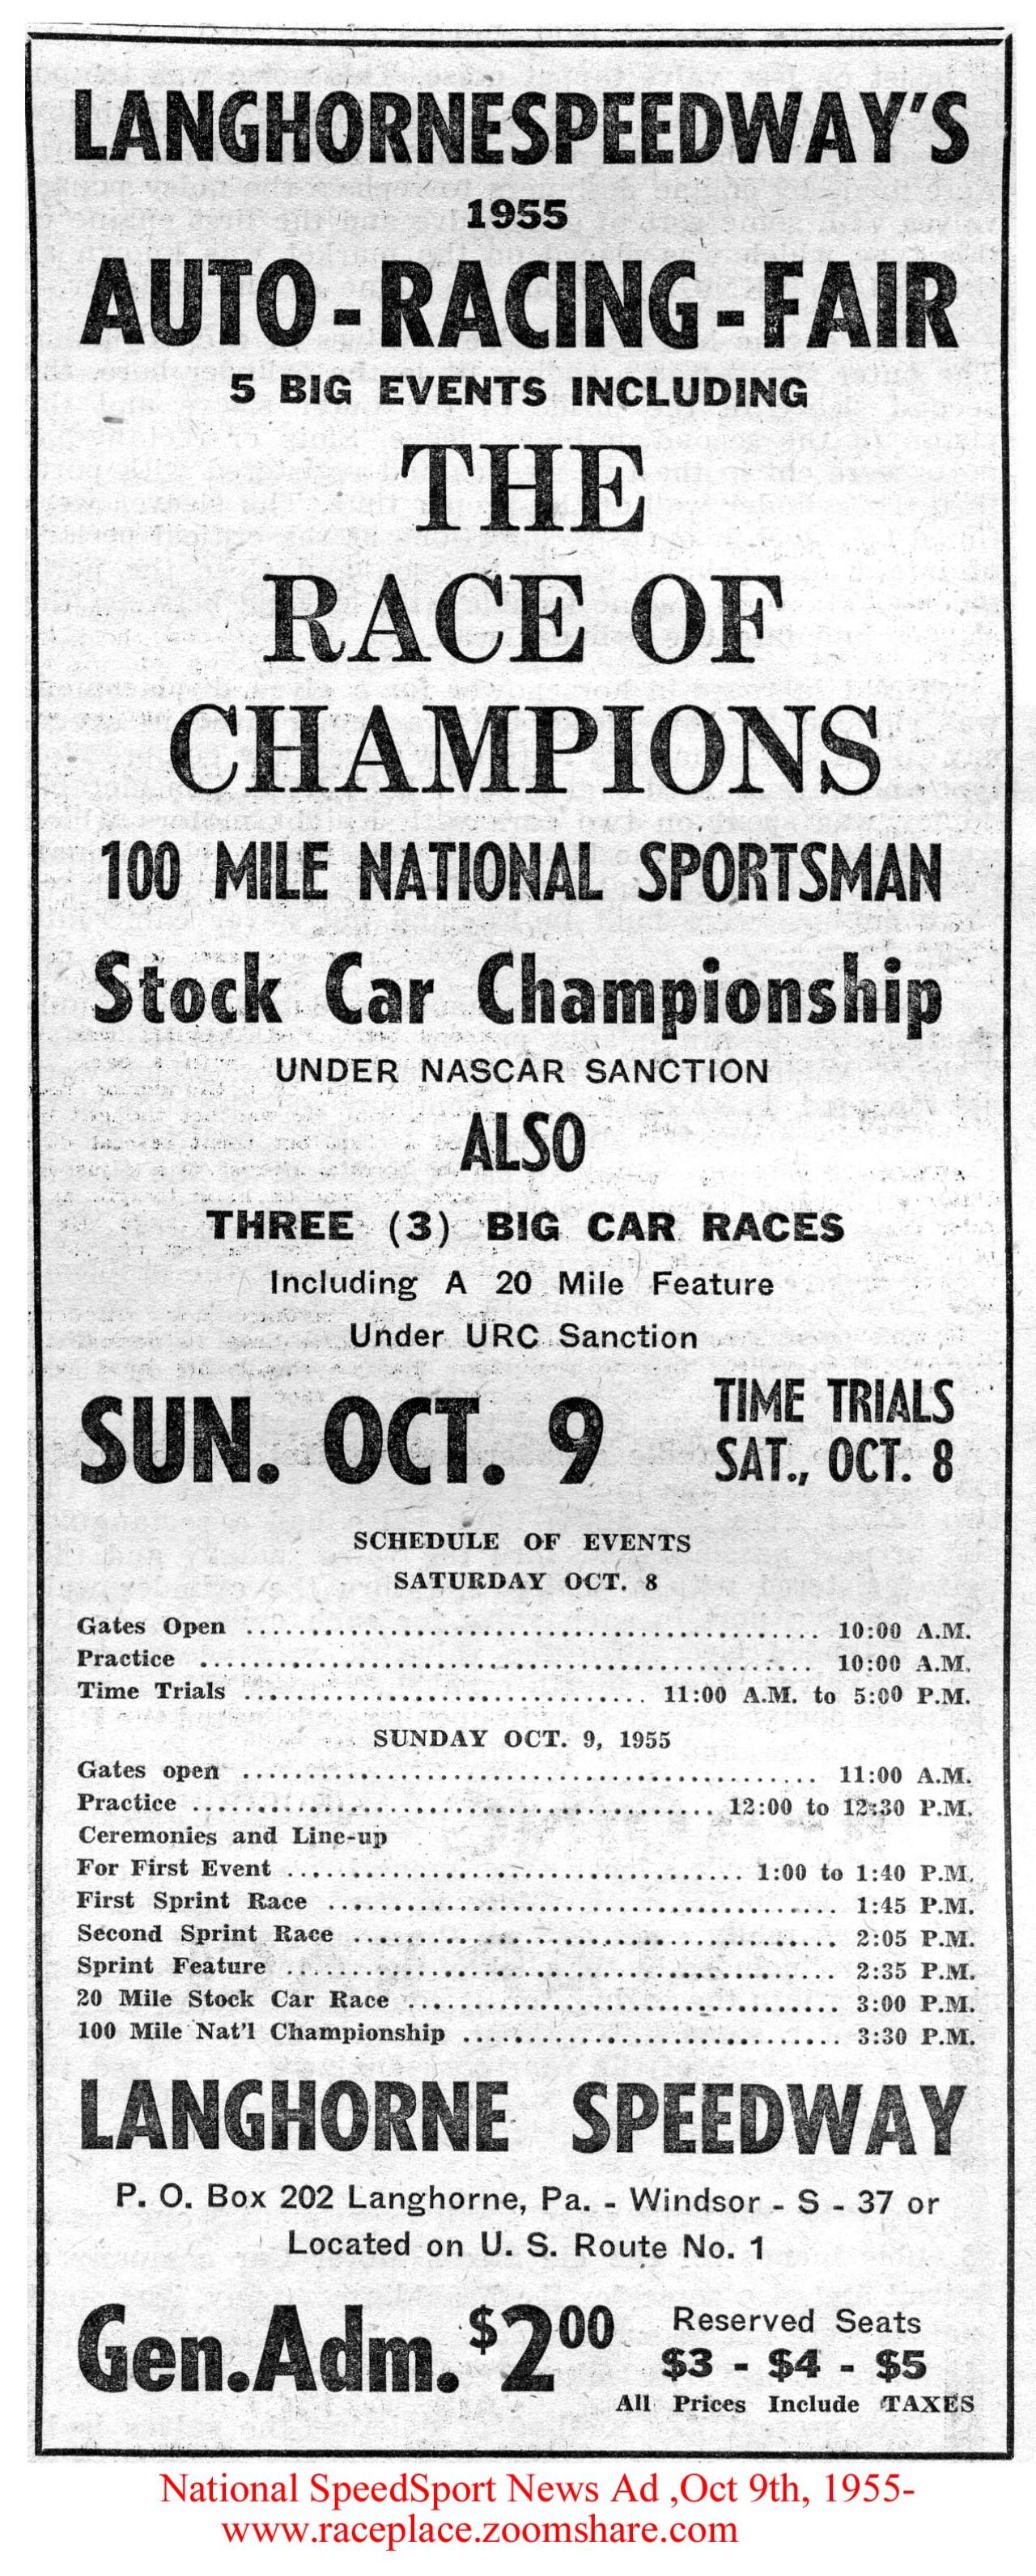 LANGHORNESPEEDWAY'S
1955
AUTO - RACING - FAIR
5 BIG EVENTS INCLUDING
THE
RACE OF
CHAMPIONS
100 MILE NATIONAL SPORTSMAN
Stock Car Championship
UNDER NASCAR SANCTION
ALSO
THREE (3) BIG CAR RACES
Including A 20 Mile Feature
Under URC Sanction
SUN. OCT. 9
TIME TRIALS
SAT., OCT. 8
SCHEDULE OF EVENTS
SATURDAY OCT. 8
Gates Open ............................................ 10:00 A.M.
Practice ............................................... 10:00 A.M.
Time Trials ............................... 11:00 A.M. to 5:00 P.M.
SUNDAY OCT. 9, 1955
Gates open ............................................ 11:00 A.M.
Practice ........................................ 12:00 to 12:30 P.M.
Ceremonies and Line-up
For First Event ................................... 1:00 to 1:40 P.M.
First Sprint Race ....................................... 1:45 P.M.
Second Sprint Race ..................................... 2:05 P.M.
Sprint Feature .......................................... 2:35 P.M.
20 Mile Stock Car Race ................................. 3:00 P.M.
100 Mile Nat'l Championship ............................. 3:30 P.M.
LANGHORNE SPEEDWAY
P. O. Box 202 Langhorne, Pa. - Windsor - S - 37 or
Located on U. S. Route No. 1
Gen. Adm. $2.00
Reserved Seats
$3 - $4 - $5
All Prices Include TAXES
National SpeedSport News Ad ,Oct 9th, 1955-
www.raceplace.zoomshare.com